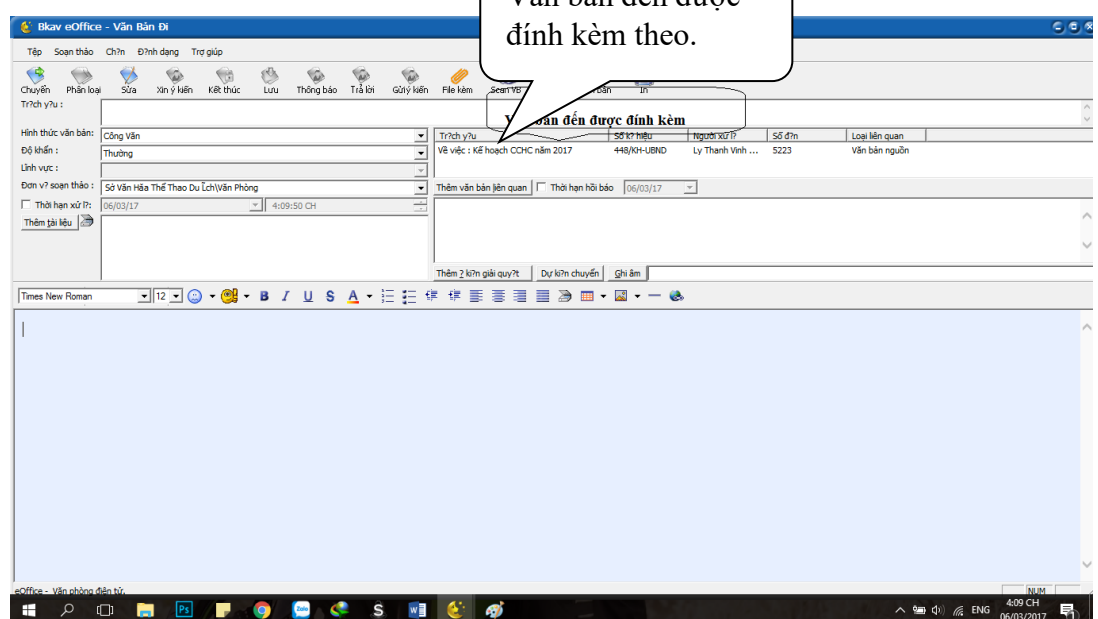 Văn bản đến được
đính kèm theo.
Bkav eOffice - Văn Bản Đi
Tệp Soạn thảo Ch?n Đ?nh dạng Trợ giúp
Chuyển Phân loại Sửa Xin ý kiến Kết thúc Lưu Thông báo Trả lời Gửi ý kiến File kèm Scan VB bản In
Tr?ch y?u :
bản đến được đính kèm
Hình thức văn bản: Công Văn
Tr?ch y?u Số k? hiệu Người xử l? Số đ?n Loại liên quan
Độ khẩn : Thường
Về việc : Kế hoạch CCHC năm 2017 448/KH-UBND Ly Thanh Vinh ... 5223 Văn bản nguồn
Lĩnh vực :
Đơn v? soạn thảo : Sở Văn Hâa Thể Thao Du Lịch\Văn Phòng
Thêm văn bản liên quan Thời hạn hồi báo 06/03/17
Thời hạn xử l?: 06/03/17 4:09:50 CH
Thêm tài liệu
Thêm ? ki?n giải quy?t Dự ki?n chuyển Ghi âm
Times New Roman 12 B I U S A
eOffice - Văn phòng điện tử. NUM
Ps Zalo S W ENG 4:09 CH
06/03/2017